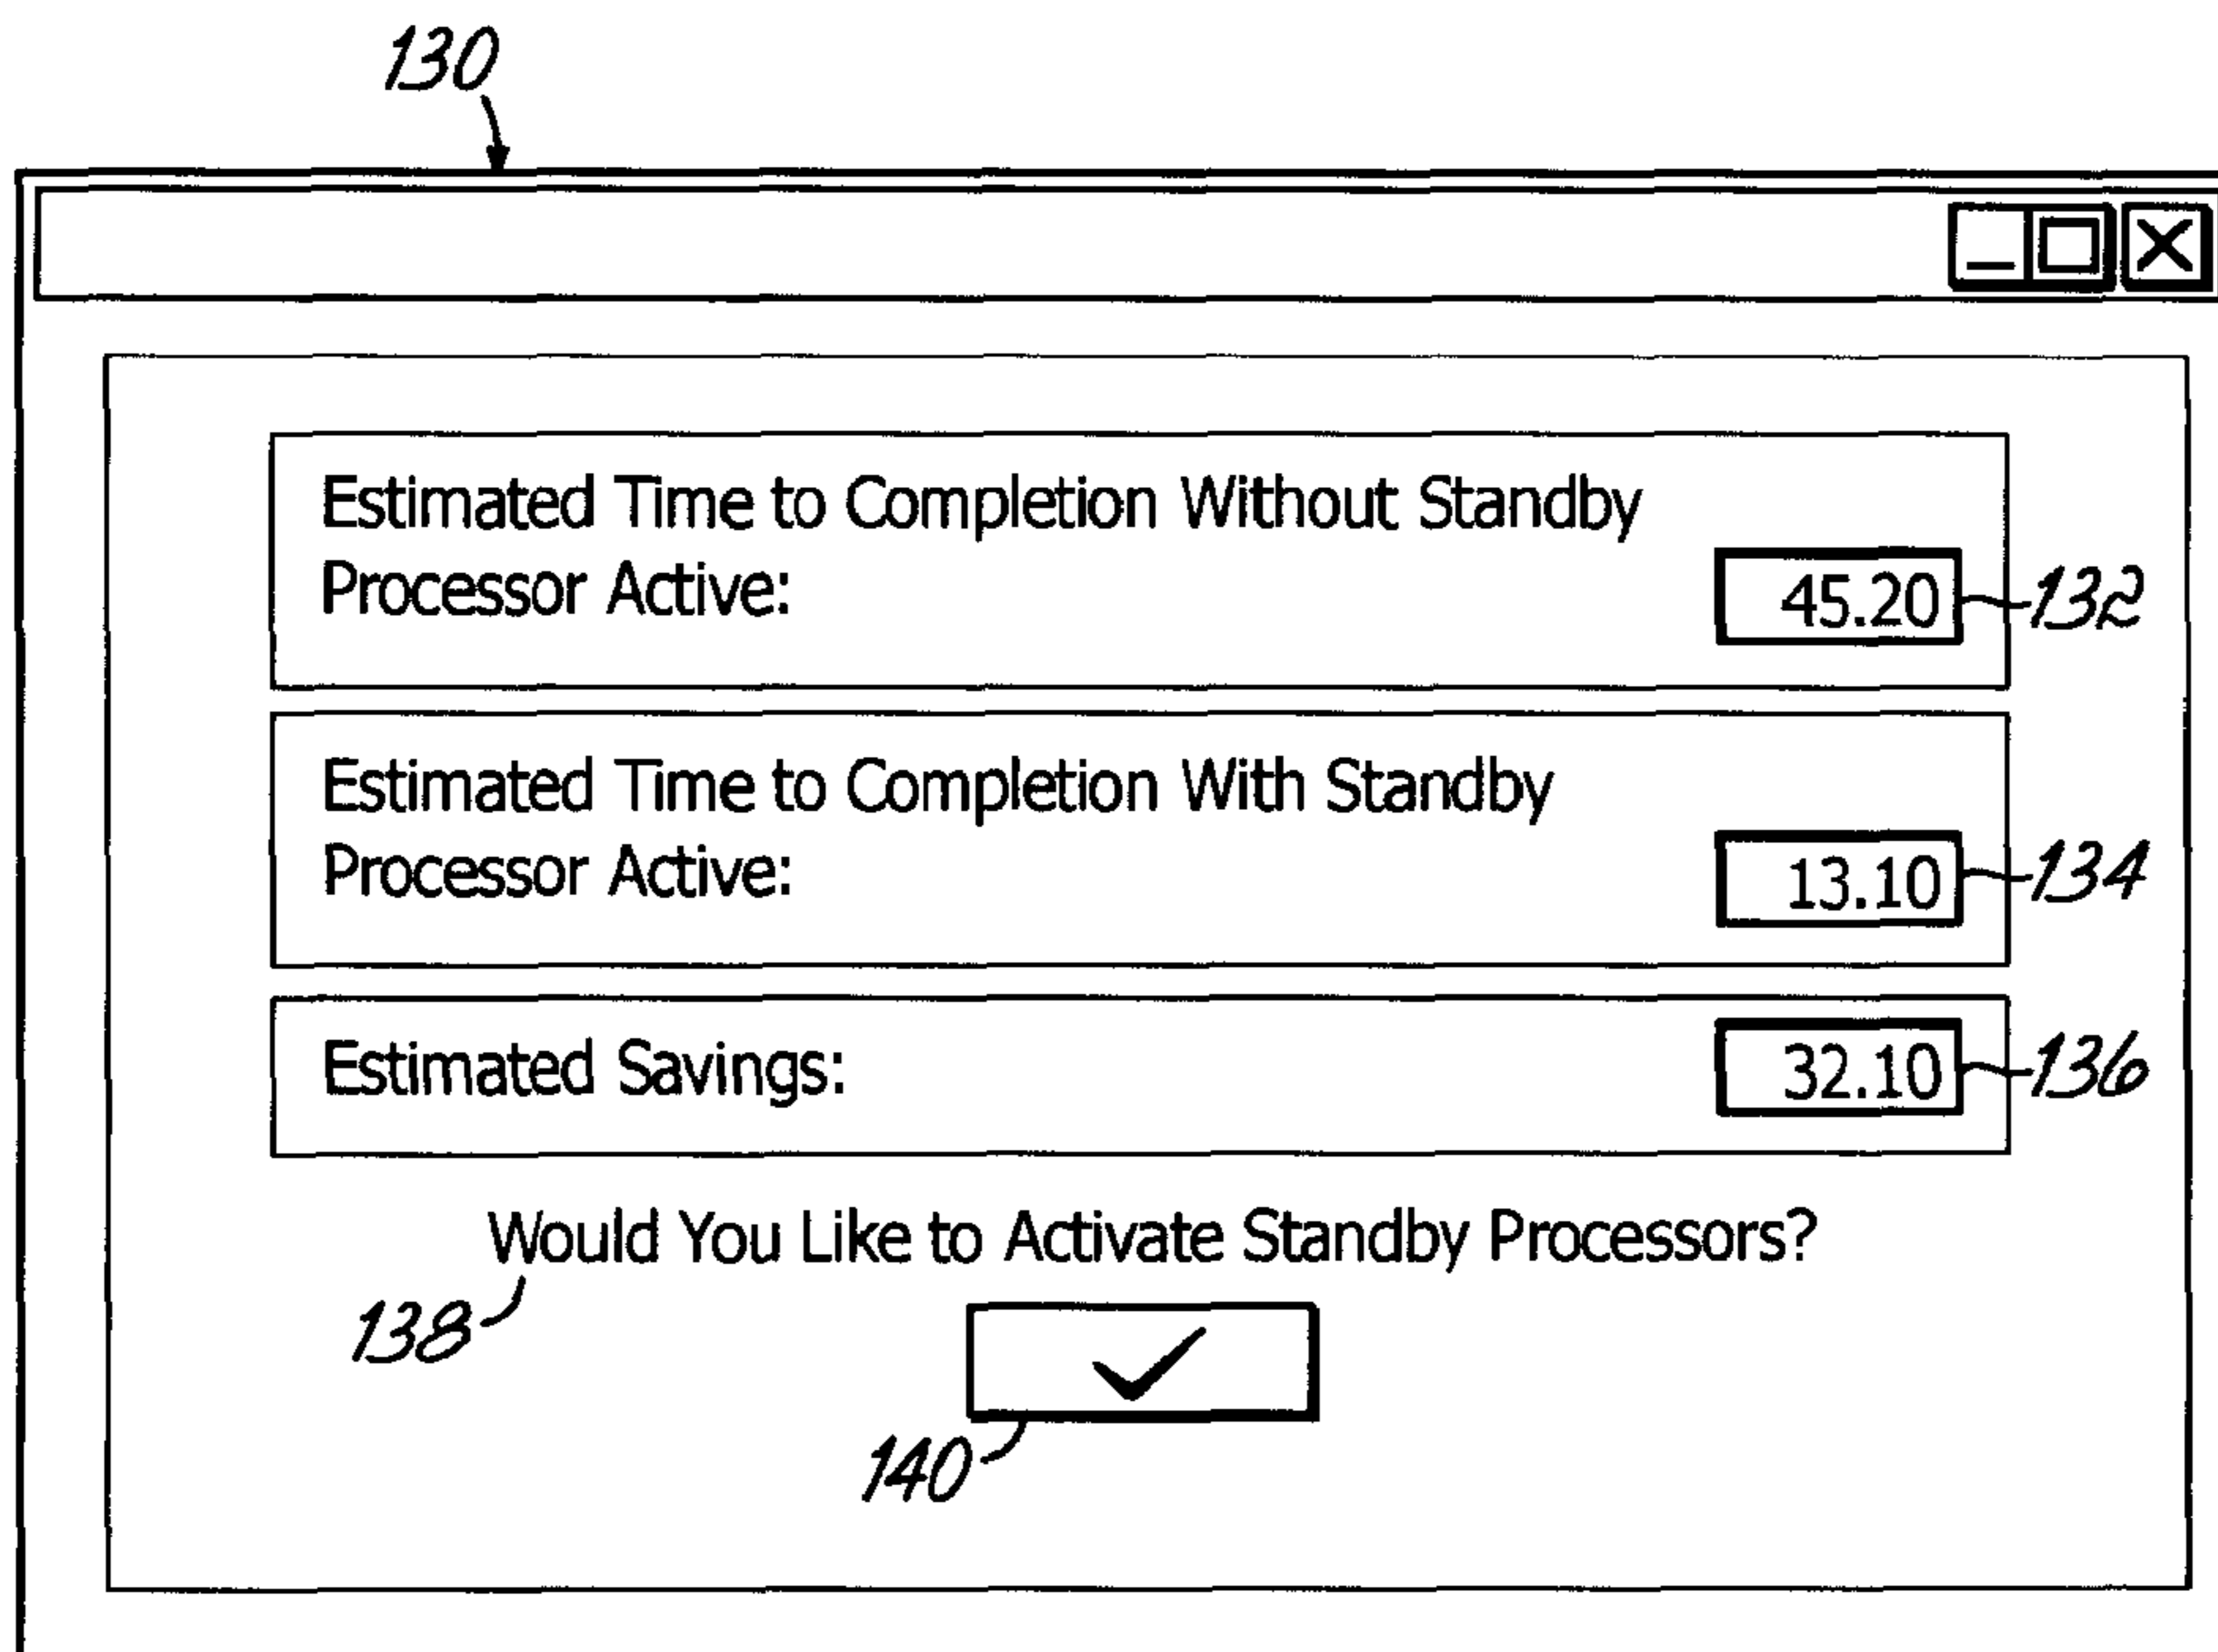 130
Estimated Time to Completion Without Standby
Processor Active:
45.20 132
Estimated Time to Completion With Standby
Processor Active:
13.10 134
Estimated Savings: 32.10 136
Would You Like to Activate Standby Processors?
138
140